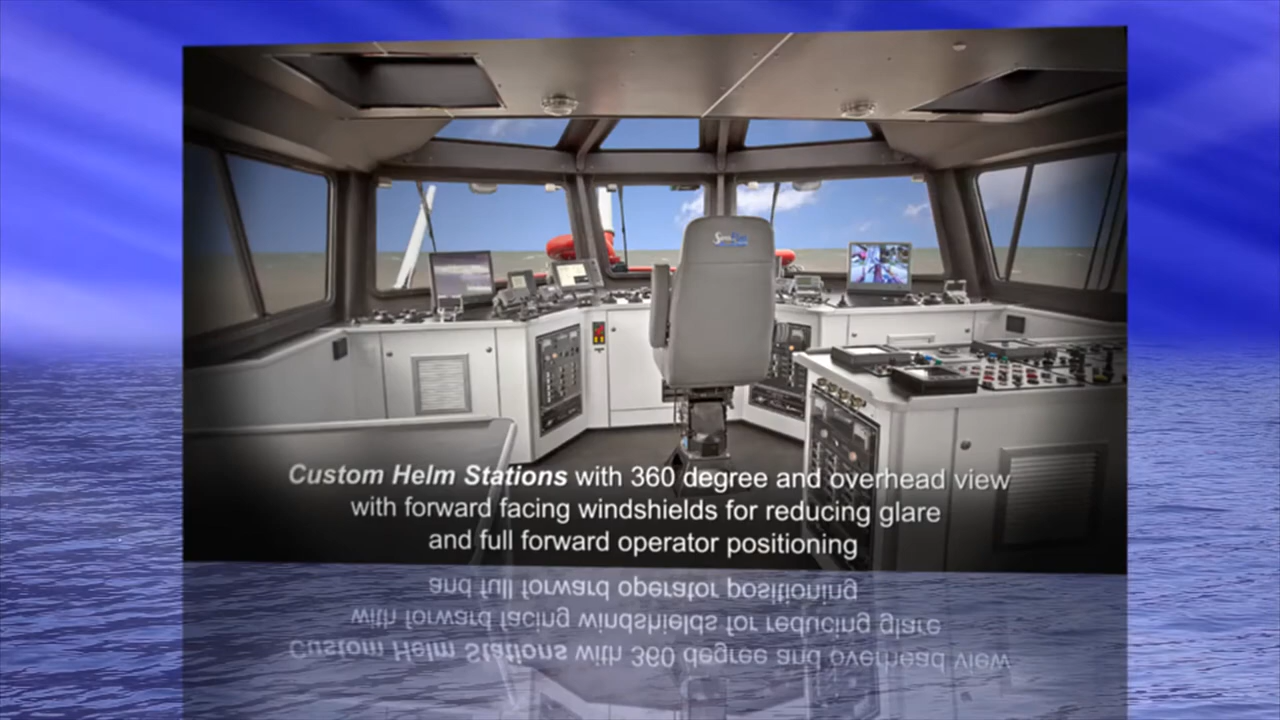 Custom Helm Stations with 360 degree and overhead view
with forward facing windshields for reducing glare
and full forward operator positioning